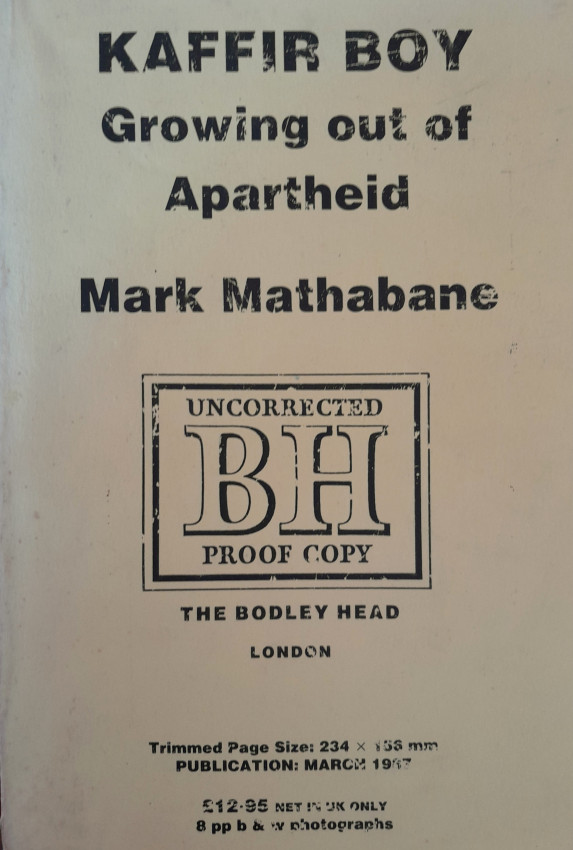 KAFFIR BOY
Growing out of
Apartheid
Mark Mathabane
UNCORRECTED
BH
PROOF COPY
THE BODLEY HEAD
LONDON
Trimmed Page Size: 234 × mm
PUBLICATION: MARCH 1987
£12·95 NET IN UK ONLY
8 pp b & w photographs